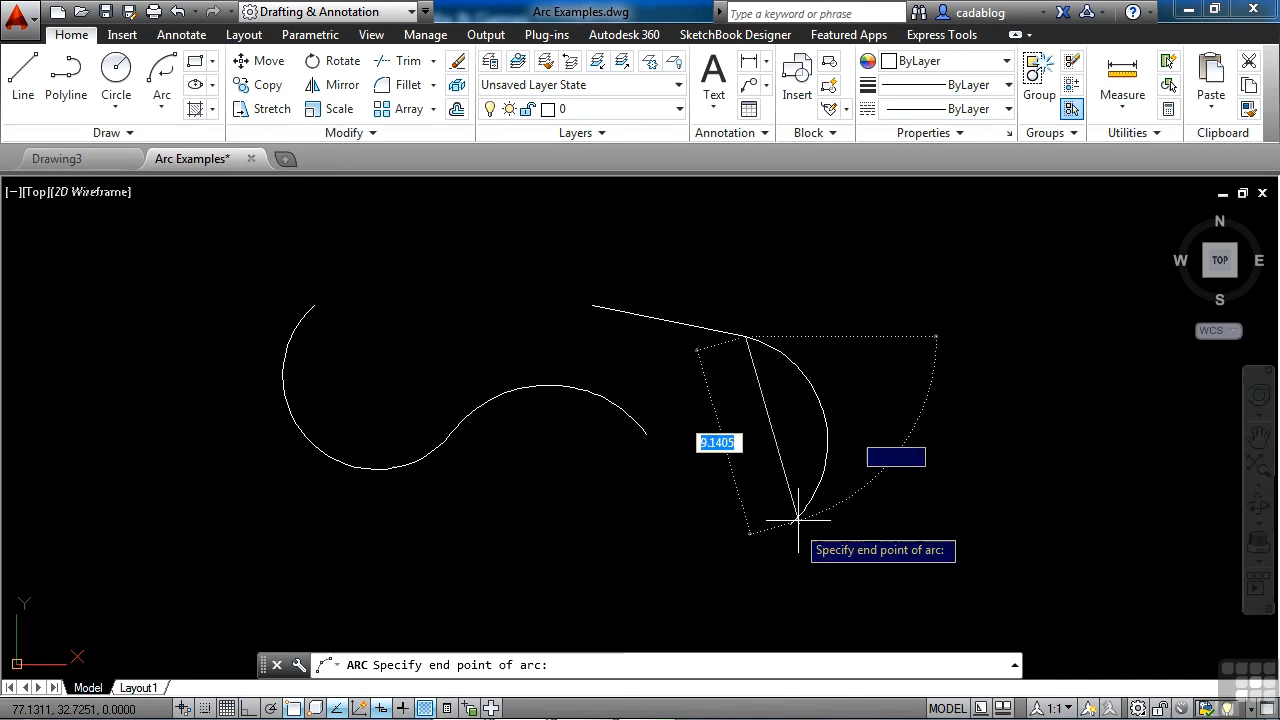 Drafting & Annotation
Arc Examples.dwg
Type a keyword or phrase
cadablog
Home Insert Annotate Layout Parametric View Manage Output Plug-ins Autodesk 360 SketchBook Designer Featured Apps Express Tools
Line Polyline Circle Arc
Move Rotate Trim
Copy Mirror Fillet
Stretch Scale Array
Unsaved Layer State
0
Text Insert
ByLayer
ByLayer
ByLayer
Group Measure Paste
Draw Modify Layers Annotation Block Properties Groups Utilities Clipboard
Drawing3 Arc Examples*
[−][Top][2D Wireframe]
N
W TOP E
S
WCS
9.1405
Specify end point of arc:
Y
X
ARC Specify end point of arc:
Model Layout1
77.1311, 32.7251, 0.0000 MODEL 1:1